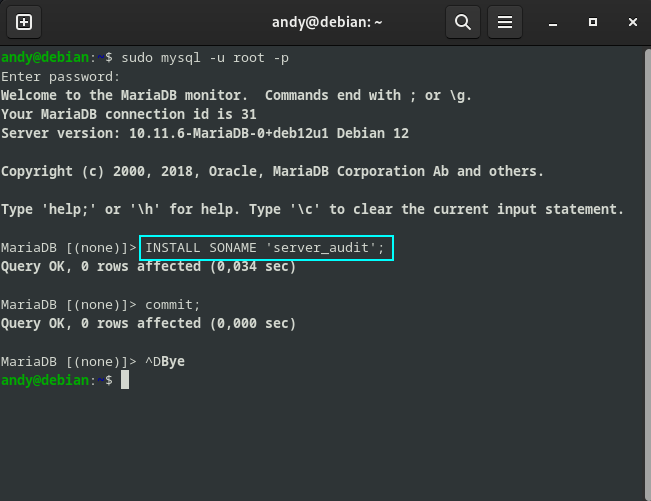 andy@debian: ~
andy@debian:~$ sudo mysql -u root -p
Enter password:
Welcome to the MariaDB monitor.  Commands end with ; or \g.
Your MariaDB connection id is 31
Server version: 10.11.6-MariaDB-0+deb12u1 Debian 12
Copyright (c) 2000, 2018, Oracle, MariaDB Corporation Ab and others.
Type 'help;' or '\h' for help. Type '\c' to clear the current input statement.
MariaDB [(none)]> INSTALL SONAME 'server_audit';
Query OK, 0 rows affected (0,034 sec)
MariaDB [(none)]> commit;
Query OK, 0 rows affected (0,000 sec)
MariaDB [(none)]> ^DBye
andy@debian:~$